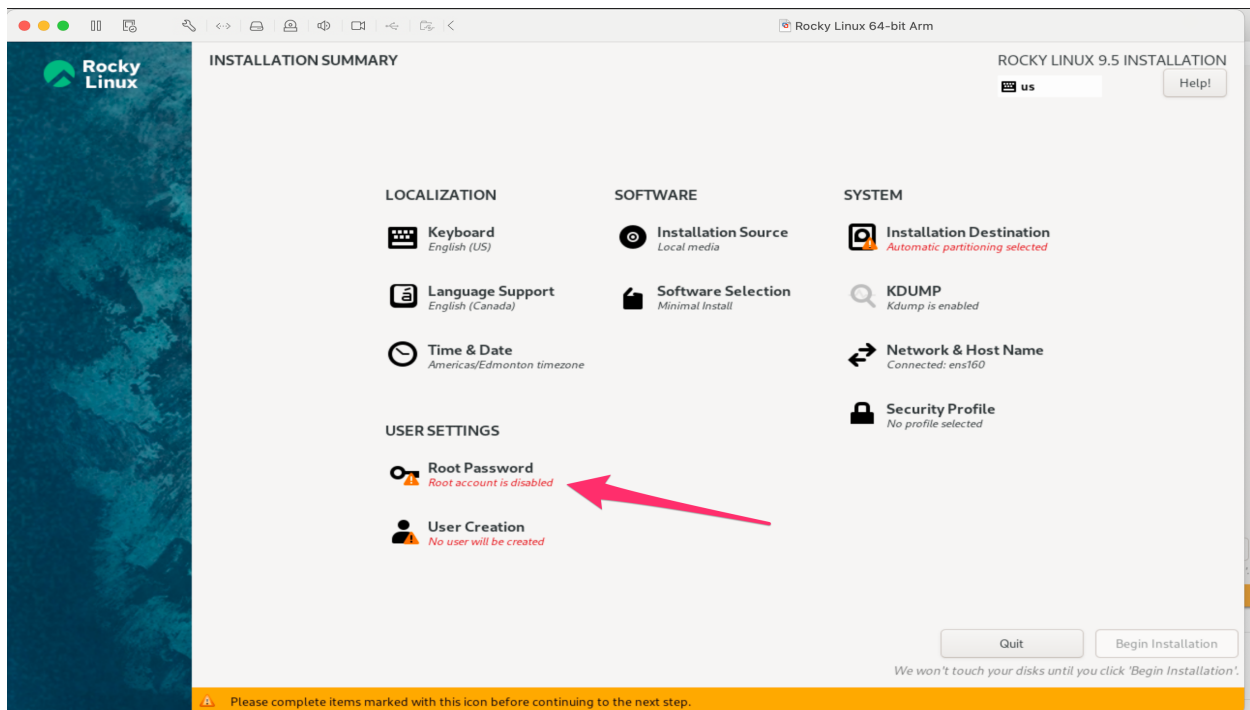 Rocky Linux 64-bit Arm
Rocky
Linux
INSTALLATION SUMMARY
ROCKY LINUX 9.5 INSTALLATION
us
Help!
LOCALIZATION
Keyboard
English (US)
Language Support
English (Canada)
Time & Date
Americas/Edmonton timezone
SOFTWARE
Installation Source
Local media
Software Selection
Minimal Install
SYSTEM
Installation Destination
Automatic partitioning selected
KDUMP
Kdump is enabled
Network & Host Name
Connected: ens160
Security Profile
No profile selected
USER SETTINGS
Root Password
Root account is disabled
User Creation
No user will be created
Quit
Begin Installation
We won't touch your disks until you click 'Begin Installation'.
Please complete items marked with this icon before continuing to the next step.